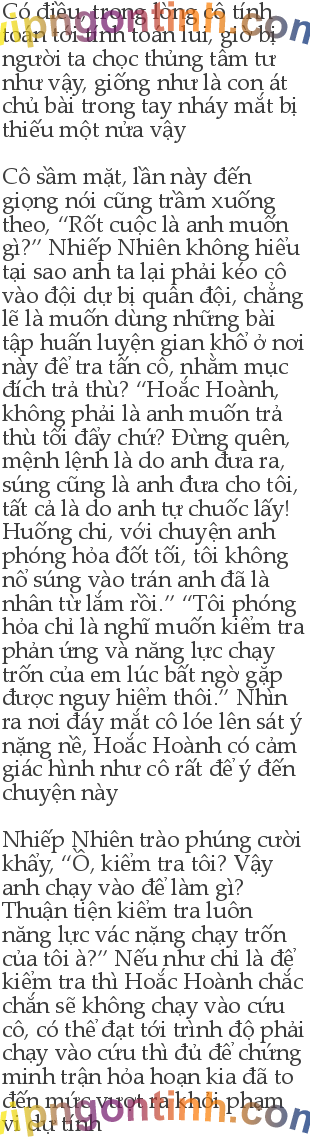 Có điều, trong lòng cô tính
toán tới tính toán lui, giờ bị
người ta chọc thủng tâm tư
như vậy, giống như là con át
chủ bài trong tay nháy mắt bị
thiếu một nửa vậy
Cô sầm mặt, lần này đến
giọng nói cũng trầm xuống
theo, “Rốt cuộc là anh muốn
gì?” Nhiếp Nhiên không hiểu
tại sao anh ta lại phải kéo cô
vào đội dự bị quân đội, chẳng
lẽ là muốn dùng những bài
tập huấn luyện gian khổ ở nơi
này để tra tấn cô, nhằm mục
đích trả thù? “Hoắc Hoành,
không phải là anh muốn trả
thù tôi đấy chứ? Đừng quên,
mệnh lệnh là do anh đưa ra,
súng cũng là anh đưa cho tôi,
tất cả là do anh tự chuốc lấy!
Huống chi, với chuyện anh
phóng hỏa đốt tôi, tôi không
nổ súng vào trán anh đã là
nhân từ lắm rồi.” “Tôi phóng
hỏa chỉ là nghĩ muốn kiểm tra
phản ứng và năng lực chạy
trốn của em lúc bất ngờ gặp
được nguy hiểm thôi.” Nhìn
ra nơi đáy mắt cô lóe lên sát ý
nặng nề, Hoắc Hoành có cảm
giác hình như cô rất để ý đến
chuyện này
Nhiếp Nhiên trào phúng cười
khẩy, “Ồ, kiểm tra tôi? Vậy
anh chạy vào để làm gì?
Thuận tiện kiểm tra luôn
năng lực vác nặng chạy trốn
của tôi à?” Nếu như chỉ là để
kiểm tra thì Hoắc Hoành chắc
chắn sẽ không chạy vào cứu
cô, có thể đạt tới trình độ phải
chạy vào cứu thì đủ để chứng
minh trận hỏa hoạn kia đã to
đến mức vượt ra khỏi phạm
vi dự tính